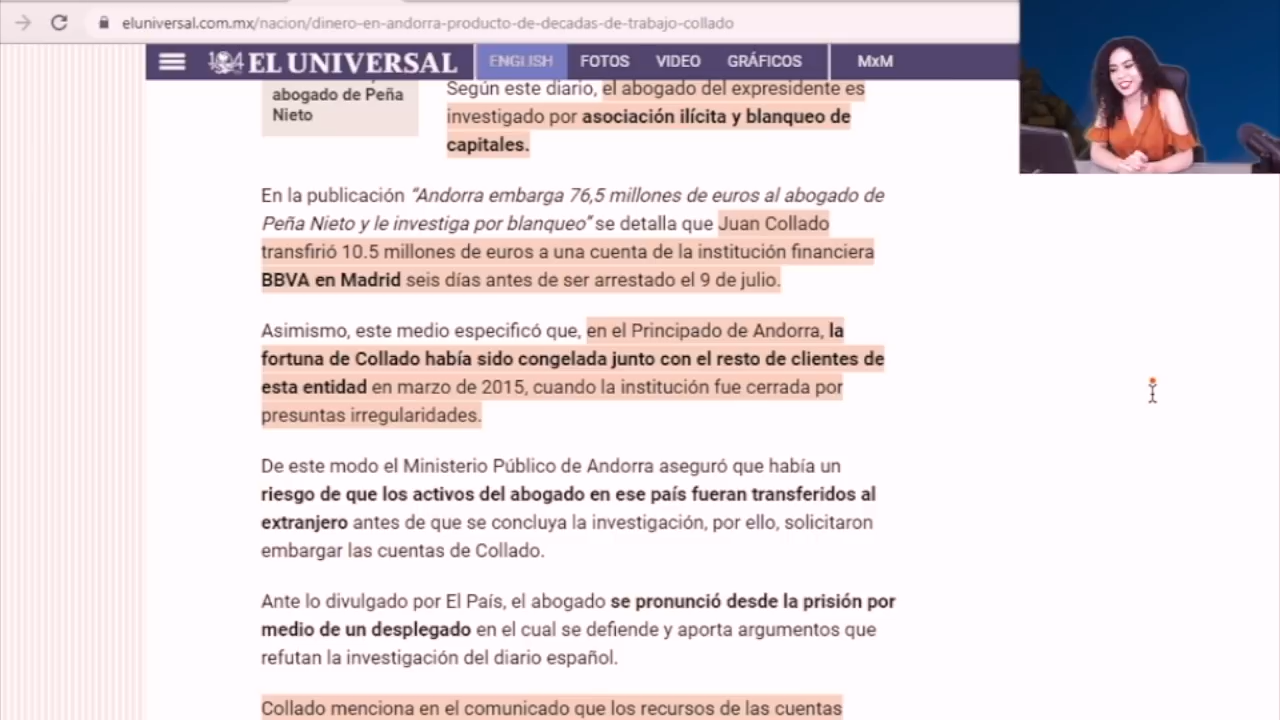 eluniversal.com.mx/nacion/dinero-en-andorra-producto-de-decadas-de-trabajo-collado
EL UNIVERSAL
ENGLISH
FOTOS
VIDEO
GRÁFICOS
MxM
abogado de Peña
Nieto
Según este diario, el abogado del expresidente es
investigado por asociación ilícita y blanqueo de
capitales.
En la publicación “Andorra embarga 76,5 millones de euros al abogado de
Peña Nieto y le investiga por blanqueo” se detalla que Juan Collado
transfirió 10.5 millones de euros a una cuenta de la institución financiera
BBVA en Madrid seis días antes de ser arrestado el 9 de julio.
Asimismo, este medio especificó que, en el Principado de Andorra, la
fortuna de Collado había sido congelada junto con el resto de clientes de
esta entidad en marzo de 2015, cuando la institución fue cerrada por
presuntas irregularidades.
De este modo el Ministerio Público de Andorra aseguró que había un
riesgo de que los activos del abogado en ese país fueran transferidos al
extranjero antes de que se concluya la investigación, por ello, solicitaron
embargar las cuentas de Collado.
Ante lo divulgado por El País, el abogado se pronunció desde la prisión por
medio de un desplegado en el cual se defiende y aporta argumentos que
refutan la investigación del diario español.
Collado menciona en el comunicado que los recursos de las cuentas